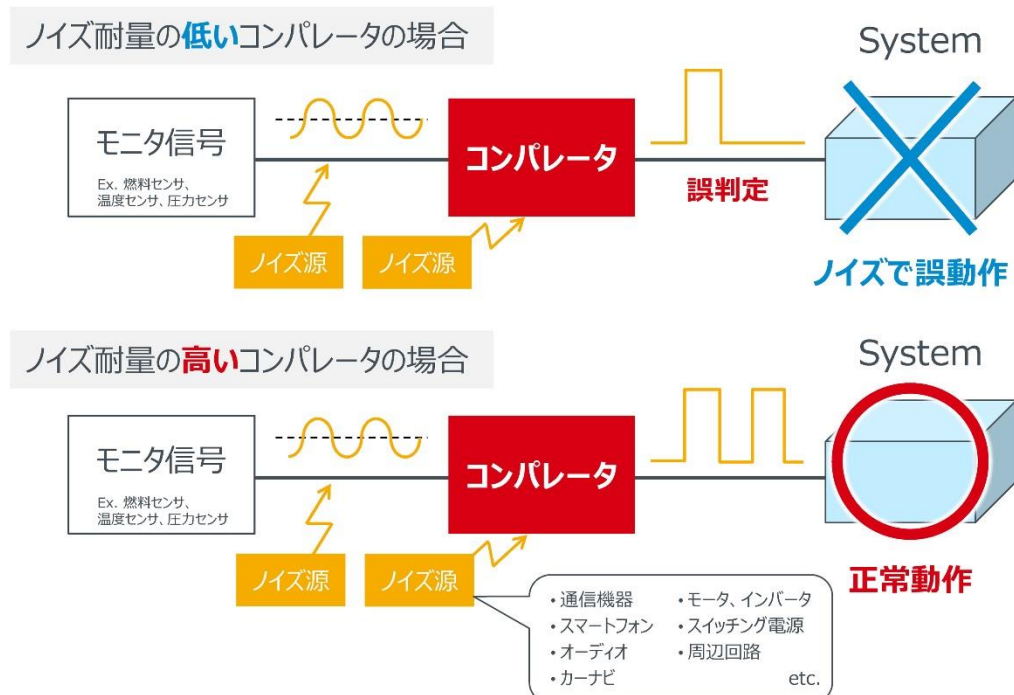 ノイズ耐量の低いコンパレータの場合
System
モニタ信号
Ex. 燃料センサ、
温度センサ、圧力センサ
コンパレータ
誤判定
ノイズ源
ノイズ源
ノイズで誤動作
ノイズ耐量の高いコンパレータの場合
System
モニタ信号
Ex. 燃料センサ、
温度センサ、圧力センサ
コンパレータ
ノイズ源
ノイズ源
正常動作
・通信機器
・スマートフォン
・オーディオ
・カーナビ
・モータ、インバータ
・スイッチング電源
・周辺回路
etc.